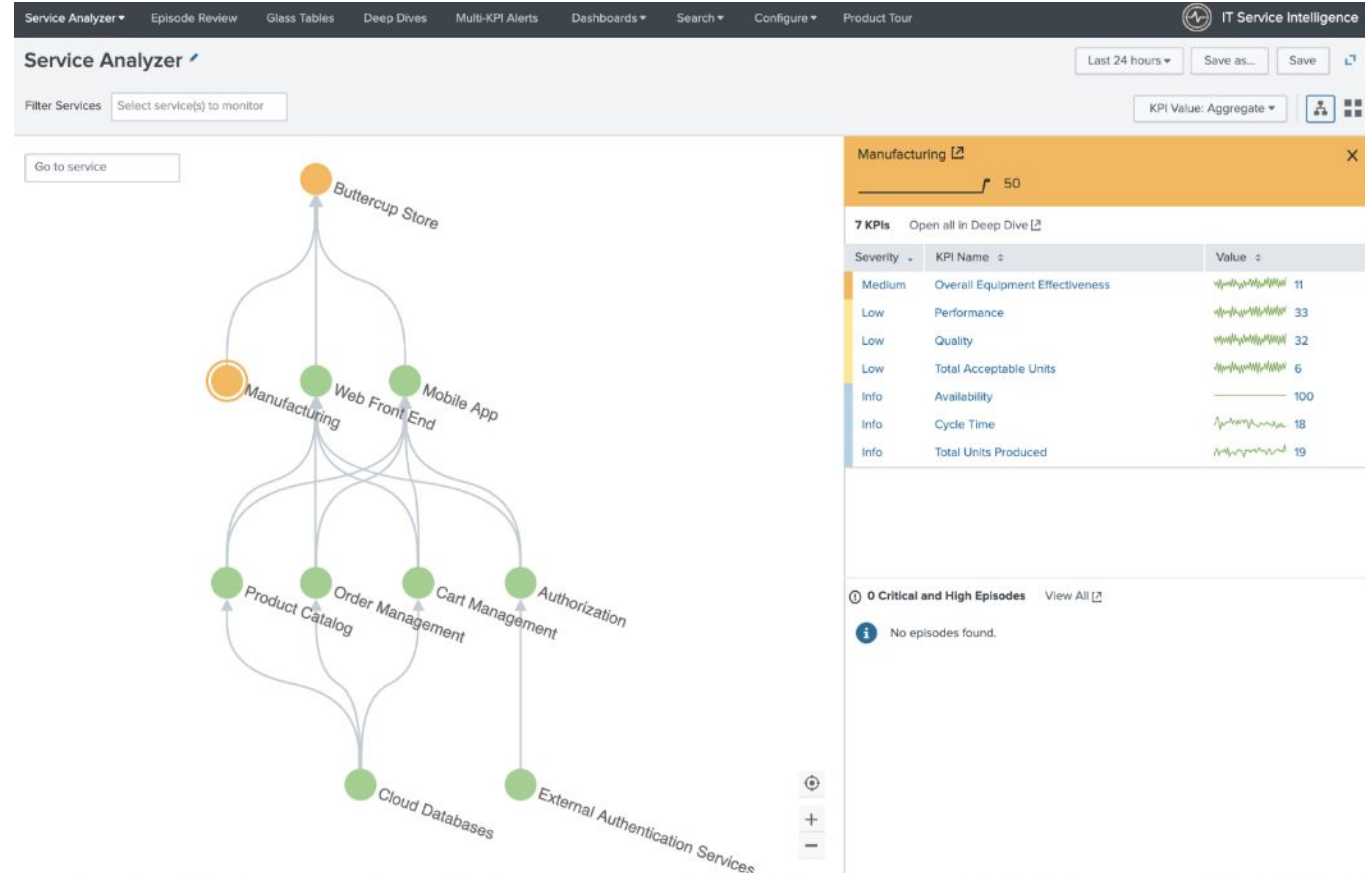 Service Analyzer Episode Review Glass Tables Deep Dives Multi-KPI Alerts Dashboards Search Configure Product Tour IT Service Intelligence
Service Analyzer Last 24 hours Save as... Save
Filter Services Select service(s) to monitor KPI Value: Aggregate
Go to service
Buttercup Store
Manufacturing
Web Front End
Mobile App
Product Catalog
Order Management
Cart Management
Authorization
Cloud Databases
External Authentication Services
Manufacturing
50
7 KPIs Open all in Deep Dive
Severity KPI Name Value
Medium Overall Equipment Effectiveness 11
Low Performance 33
Low Quality 32
Low Total Acceptable Units 6
Info Availability 100
Info Cycle Time 18
Info Total Units Produced 19
0 Critical and High Episodes View All
No episodes found.